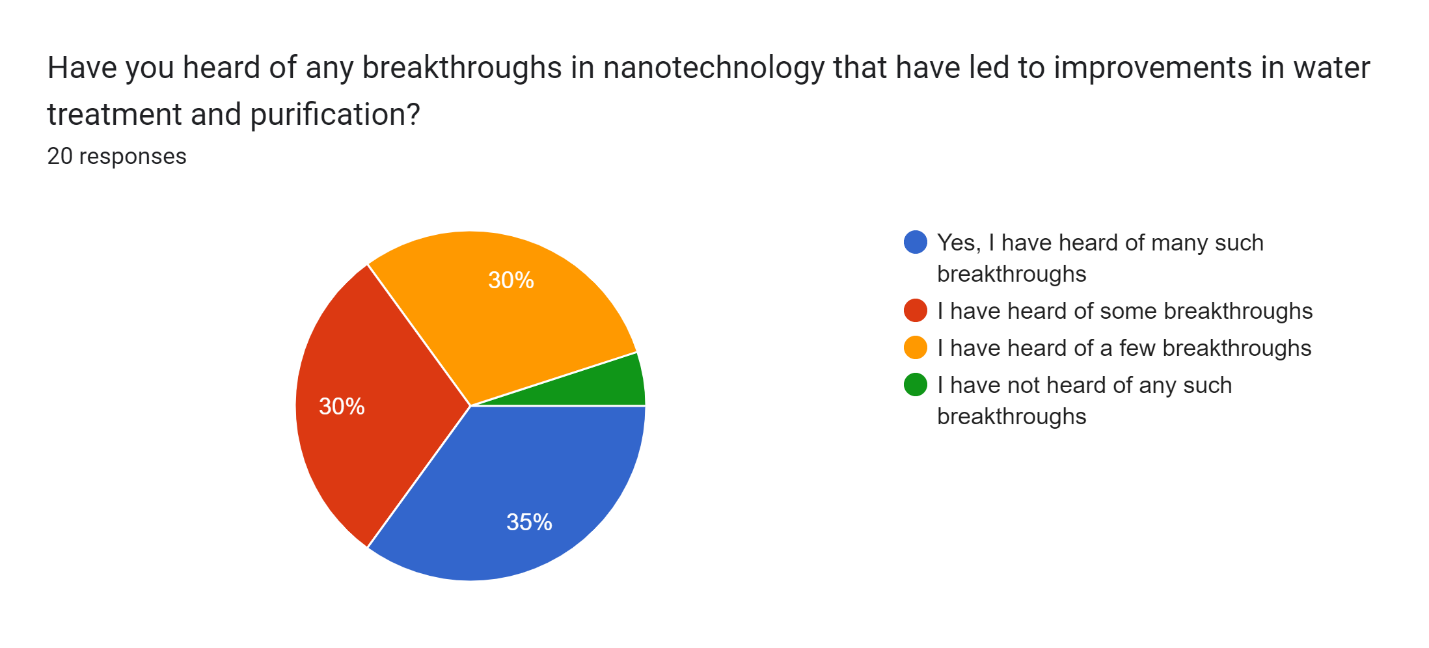 Have you heard of any breakthroughs in nanotechnology that have led to improvements in water
treatment and purification?
20 responses
30%
30%
35%
Yes, I have heard of many such
breakthroughs
I have heard of some breakthroughs
I have heard of a few breakthroughs
I have not heard of any such
breakthroughs